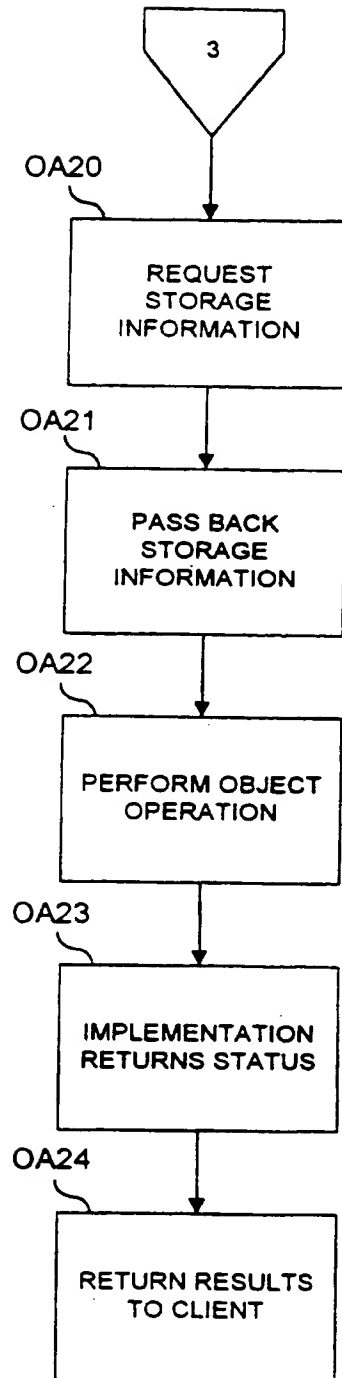 3
OA20
REQUEST
STORAGE
INFORMATION
OA21
PASS BACK
STORAGE
INFORMATION
OA22
PERFORM OBJECT
OPERATION
OA23
IMPLEMENTATION
RETURNS STATUS
OA24
RETURN RESULTS
TO CLIENT